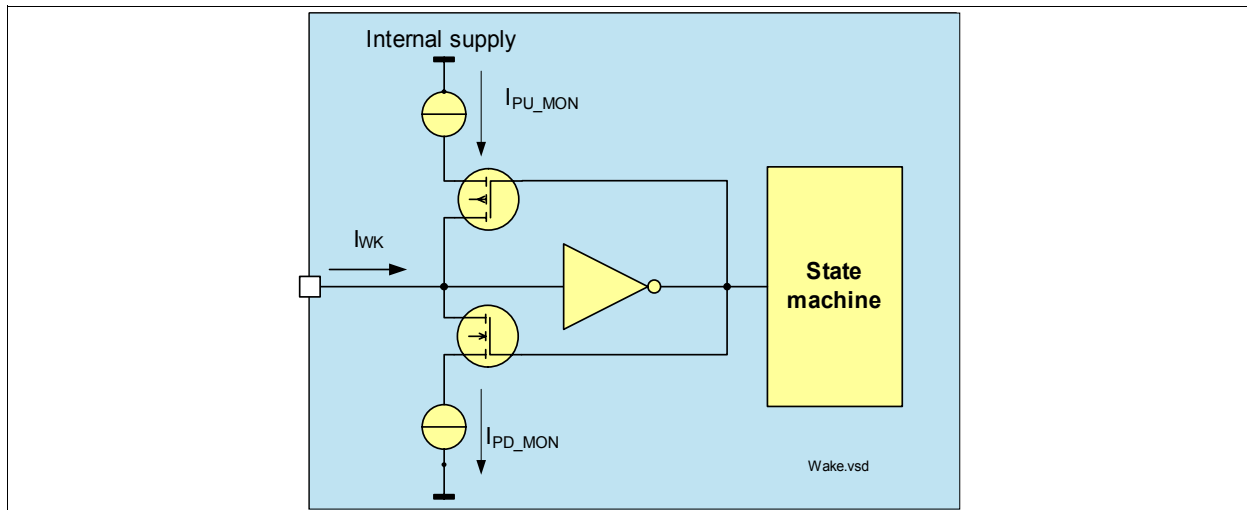 Internal supply
IPU_MON
IWK
State
machine
IPD_MON
Wake.vsd